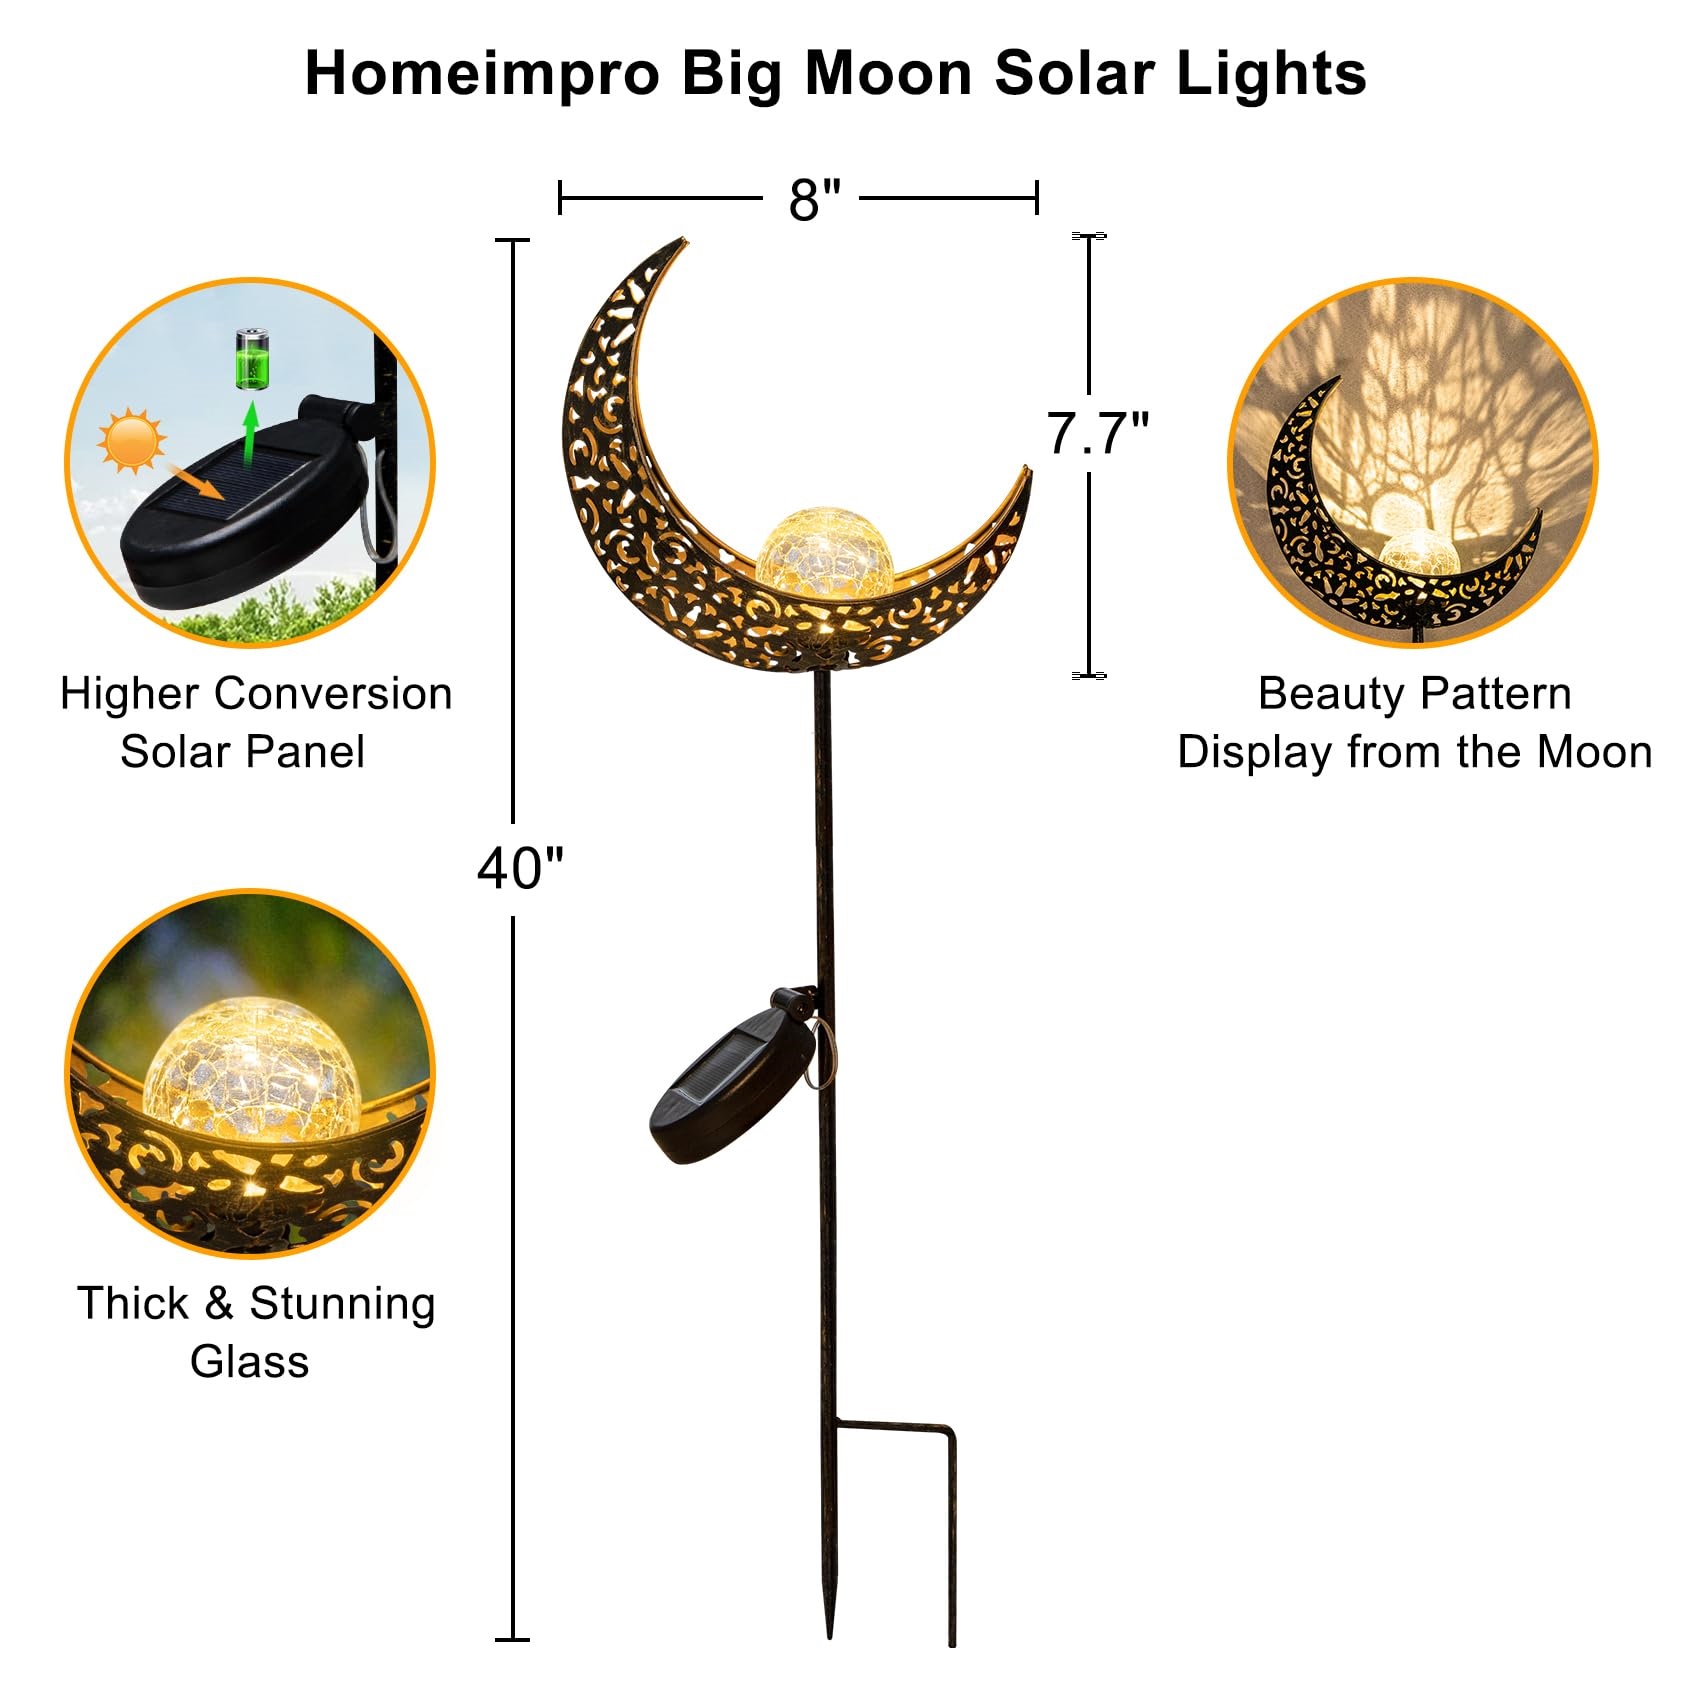 Homeimpro Big Moon Solar Lights
8"
7.7"
40"
Higher Conversion
Solar Panel
Beauty Pattern
Display from the Moon
Thick & Stunning
Glass